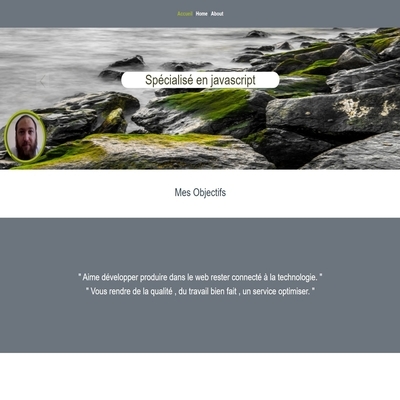 Accueil Home About
Spécialisé en javascript
Mes Objectifs
" Aime développer produire dans le web rester connecté à la technologie. "
" Vous rendre de la qualité , du travail bien fait , un service optimiser. "